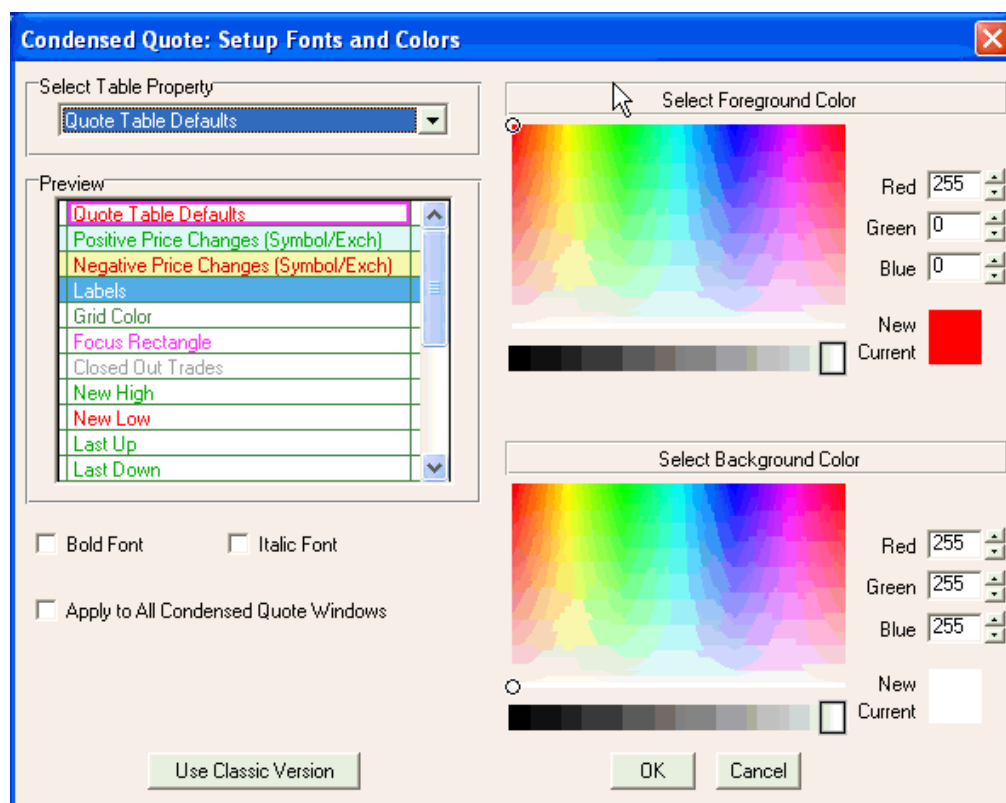 Condensed Quote: Setup Fonts and Colors
Select Table Property
Quote Table Defaults
Preview
Quote Table Defaults
Positive Price Changes (Symbol/Exch)
Negative Price Changes (Symbol/Exch)
Labels
Grid Color
Focus Rectangle
Closed Out Trades
New High
New Low
Last Up
Last Down
Bold Font
Italic Font
Apply to All Condensed Quote Windows
Use Classic Version
Select Foreground Color
Red 255
Green 0
Blue 0
New
Current
Select Background Color
Red 255
Green 255
Blue 255
New
Current
OK
Cancel